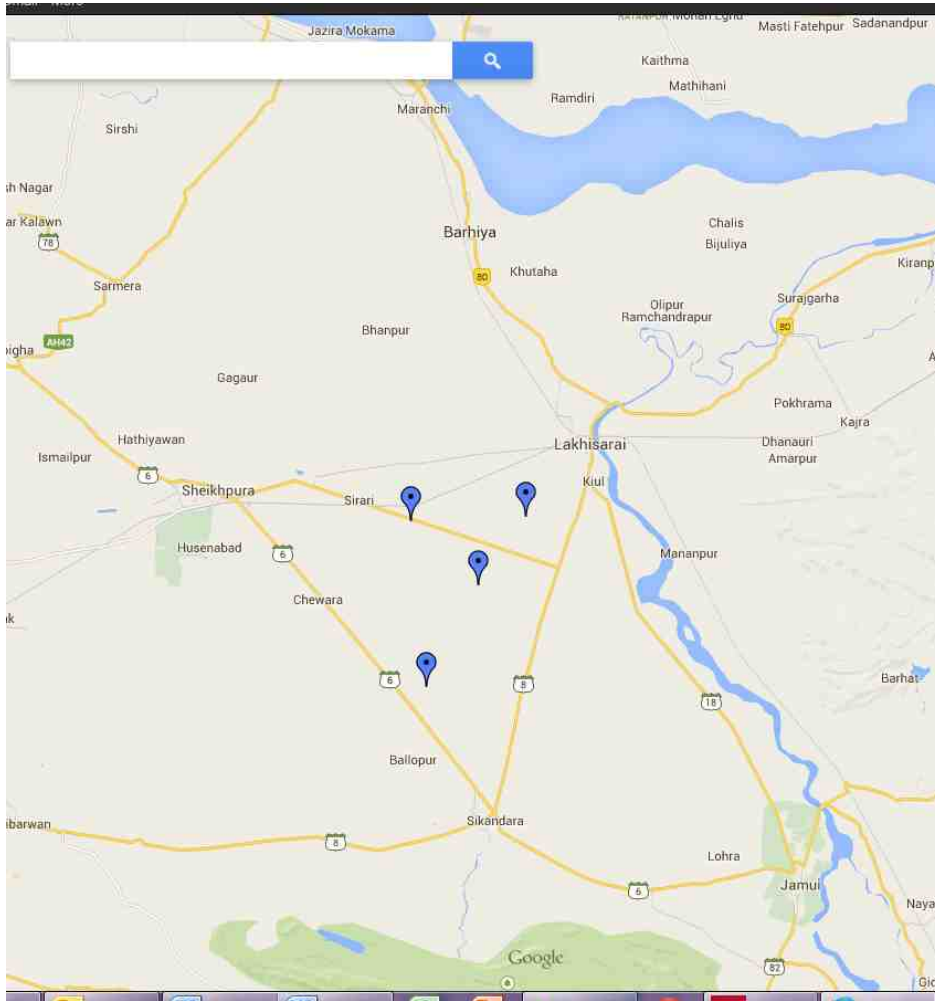 Jazira Mokama
Masti Fatehpur
Sadanandpur
Kaithma
Mathihani
Ramdiri
Maranchi
Sirshi
sh Nagar
ar Kalawn
78
Chalis
Bijuliya
Barhiya
Khutaha
80
Kiranp
Sarmera
Surajgarha
Olipur
Ramchandrapur
80
Bhanpur
AH42
bigha
Gagaur
A
Pokhrama
Kajra
Hathiyawan
Lakhisarai
Dhanauri
Amarpur
Ismailpur
6
Sheikhpura
Sirari
Kiul
Husenabad
6
Mananpur
Chewara
ak
6
8
18
Barhat
Ballopur
Sikandara
ibarwan
8
Lohra
6
Jamui
Naya
Google
82
Gid